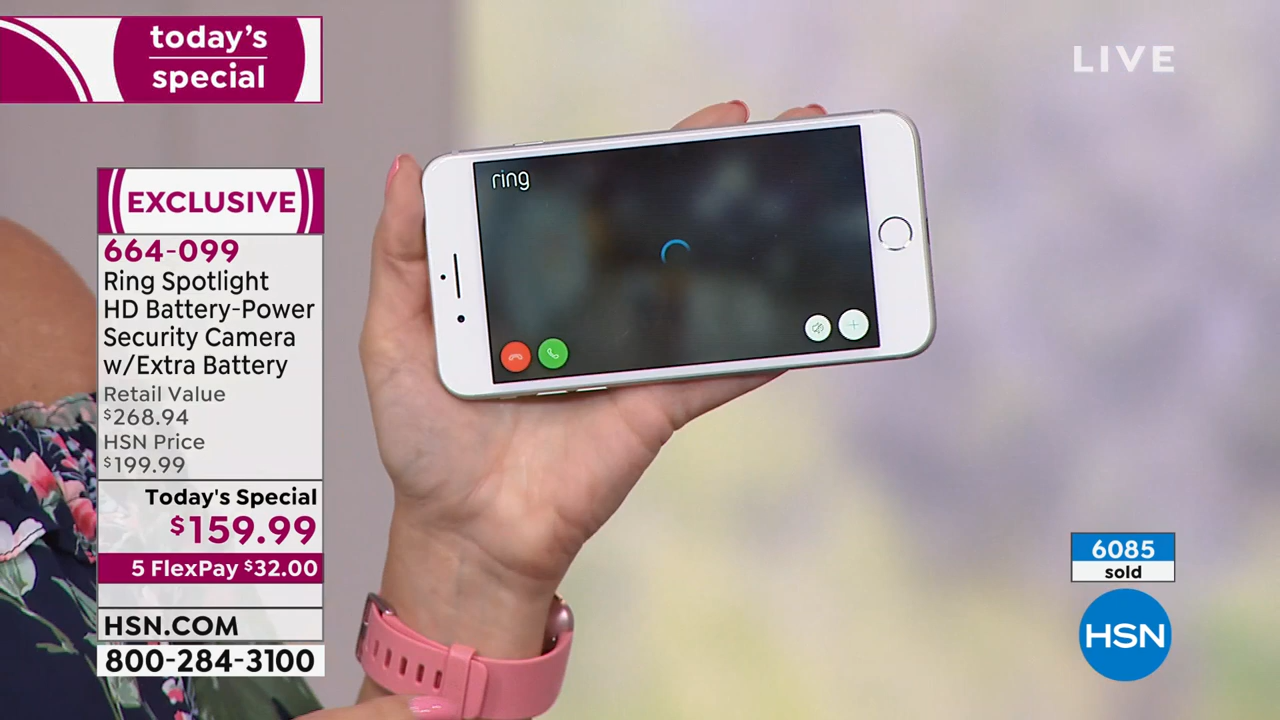 today's
special
LIVE
EXCLUSIVE
664-099
Ring Spotlight
HD Battery-Power
Security Camera
w/Extra Battery
Retail Value
$268.94
HSN Price
$199.99
Today's Special
$159.99
5 FlexPay $32.00
HSN.COM
800-284-3100
ring
6085
sold
HSN